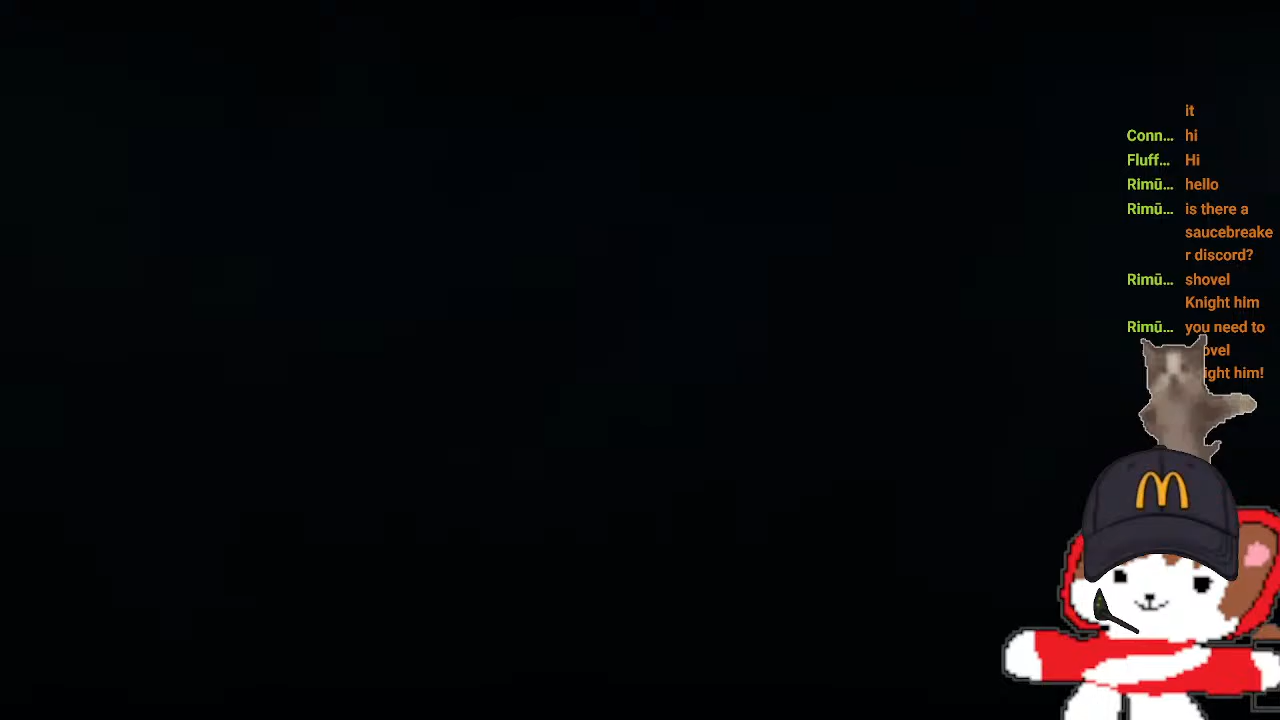 it
Conn... hi
Fluff... Hi
Rimū... hello
Rimū... is there a
saucebreake
r discord?
Rimū... shovel
Knight him
Rimū... you need to
ovel
ight him!
M